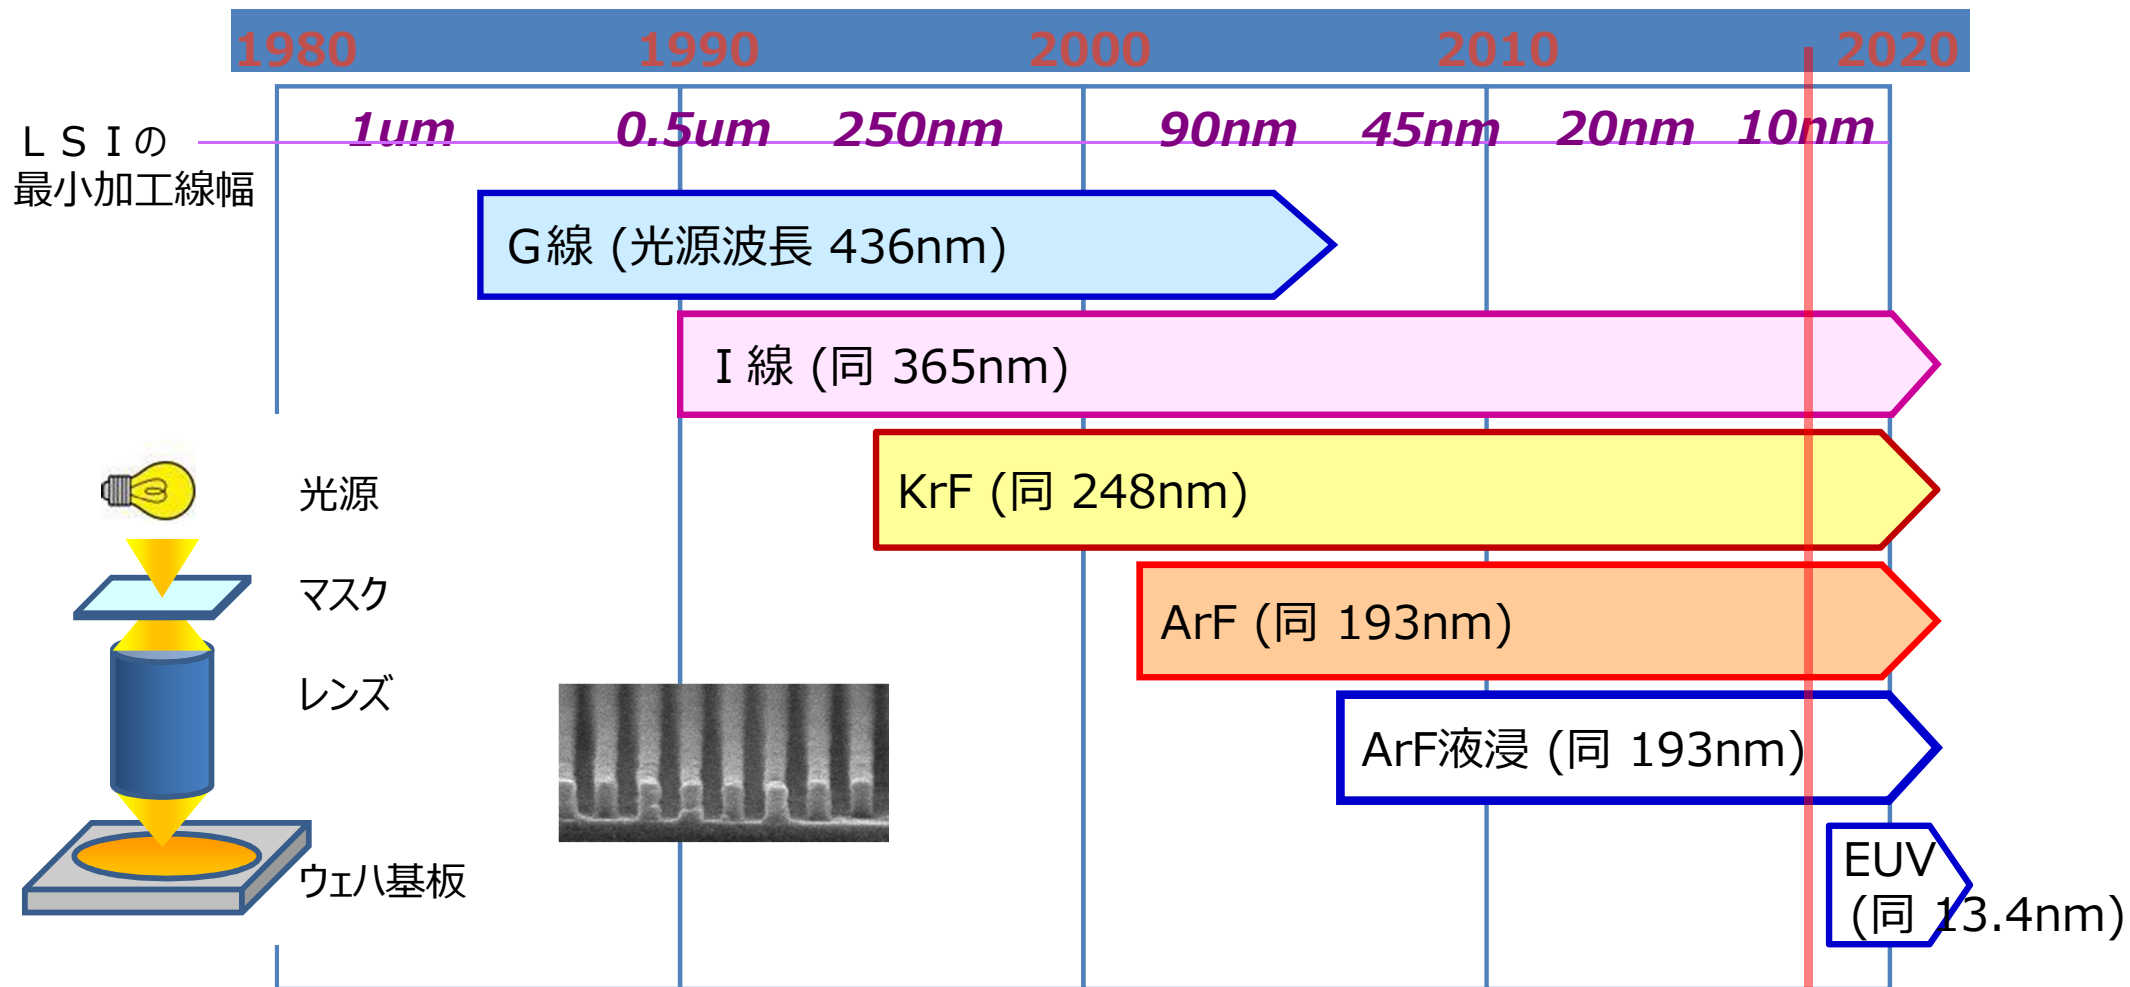 1980 1990 2000 2010 2020
1um 0.5um 250nm 90nm 45nm 20nm 10nm
ＬＳＩの
最小加工線幅
Ｇ線 (光源波長 436nm)
Ｉ線 (同 365nm)
KrF (同 248nm)
光源
マスク
ArF (同 193nm)
レンズ
ArF液浸 (同 193nm)
ウェハ基板
EUV
(同 13.4nm)